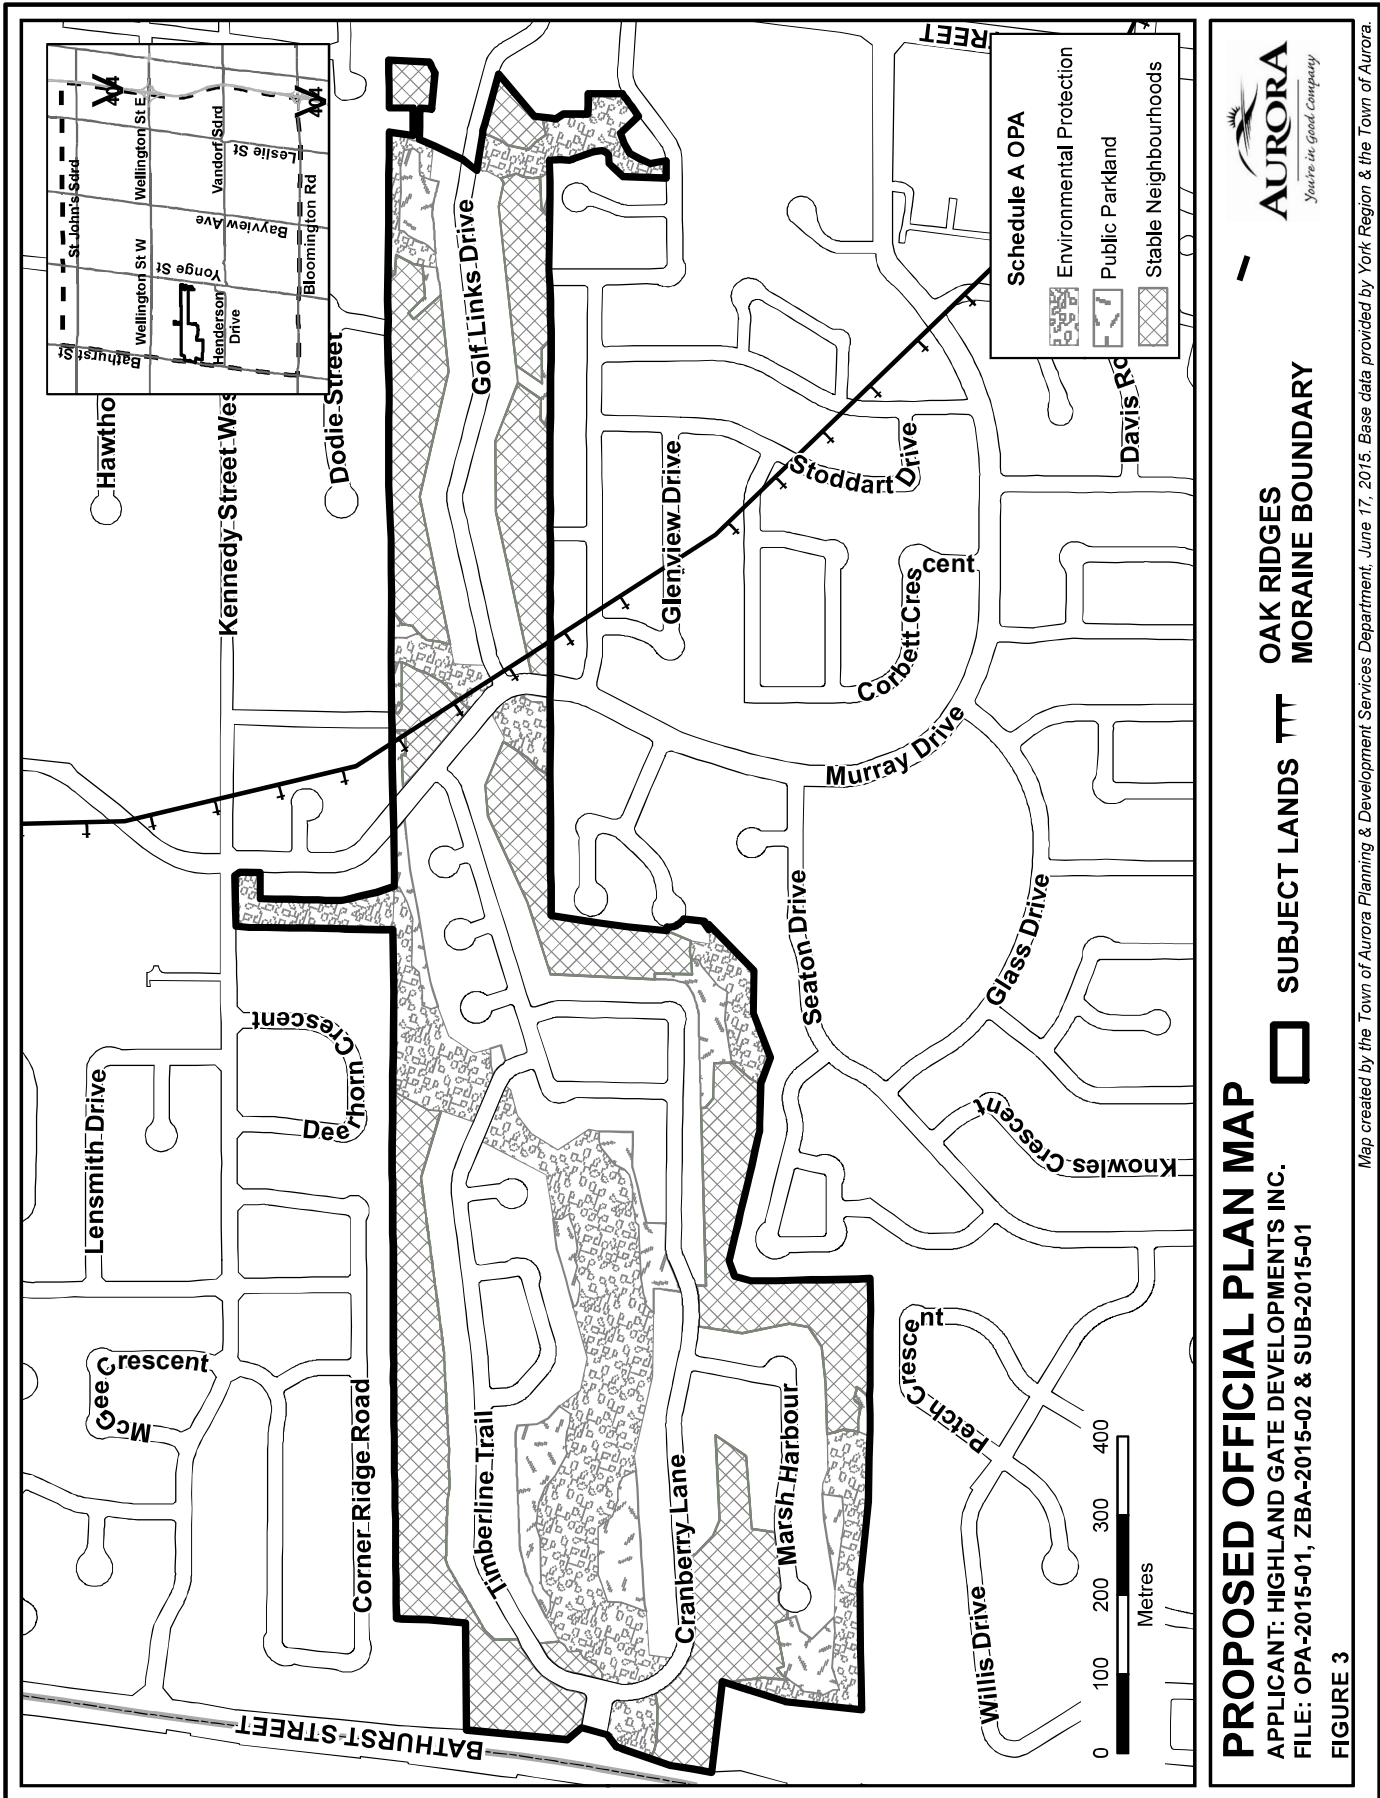 St John's Sdrd
Wellington St W
Wellington St E
Vandorf Sdrd
Henderson
Drive
Bloomington Rd
Bathurst St
Yonge St
Bayview Ave
Leslie St
404
404
Hawtho
Kennedy Street Wes
Dodie Street
Golf Links Drive
Glenview Drive
Stoddart
Drive
Corbett Crescent
Davis Ro
Murray Drive
Seaton Drive
Glass Drive
Knowles Crescent
Petch Crescent
Willis Drive
Marsh Harbour
Cranberry Lane
Timberline Trail
Corner Ridge Road
McGee Crescent
Lensmith Drive
Deerhorn Crescent
BATHURST STREET
REET
Schedule A OPA
Environmental Protection
Public Parkland
Stable Neighbourhoods
0 100 200 300 400
Metres
PROPOSED OFFICIAL PLAN MAP
APPLICANT: HIGHLAND GATE DEVELOPMENTS INC.
FILE: OPA-2015-01, ZBA-2015-02 & SUB-2015-01
FIGURE 3
SUBJECT LANDS
OAK RIDGES
MORAINE BOUNDARY
AURORA
You're in Good Company
Map created by the Town of Aurora Planning & Development Services Department, June 17, 2015. Base data provided by York Region & the Town of Aurora.